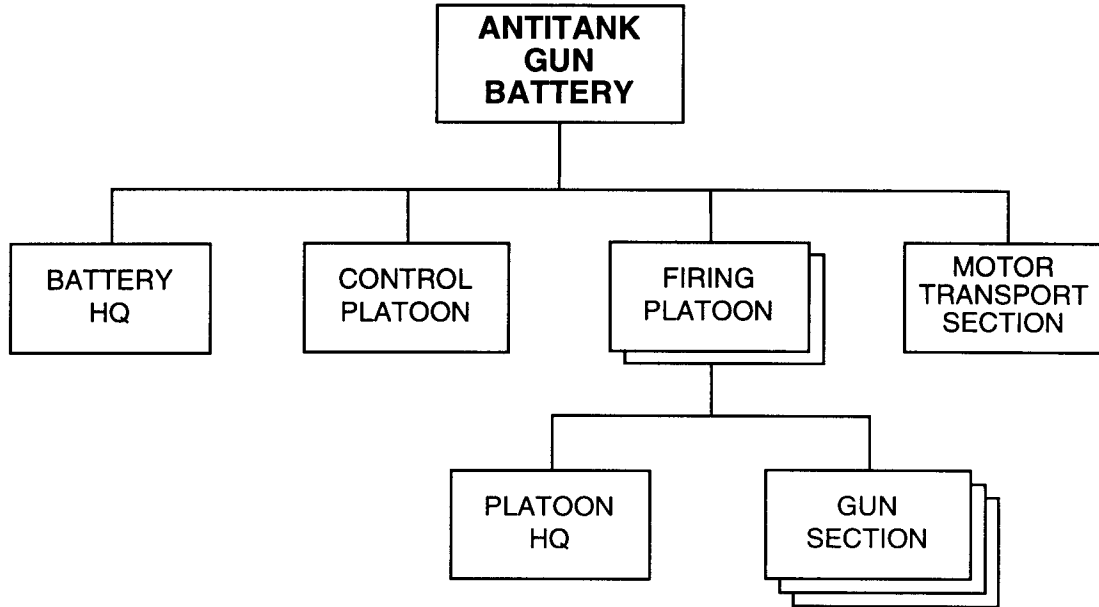 ANTITANK
GUN
BATTERY
BATTERY
HQ
CONTROL
PLATOON
FIRING
PLATOON
MOTOR
TRANSPORT
SECTION
PLATOON
HQ
GUN
SECTION